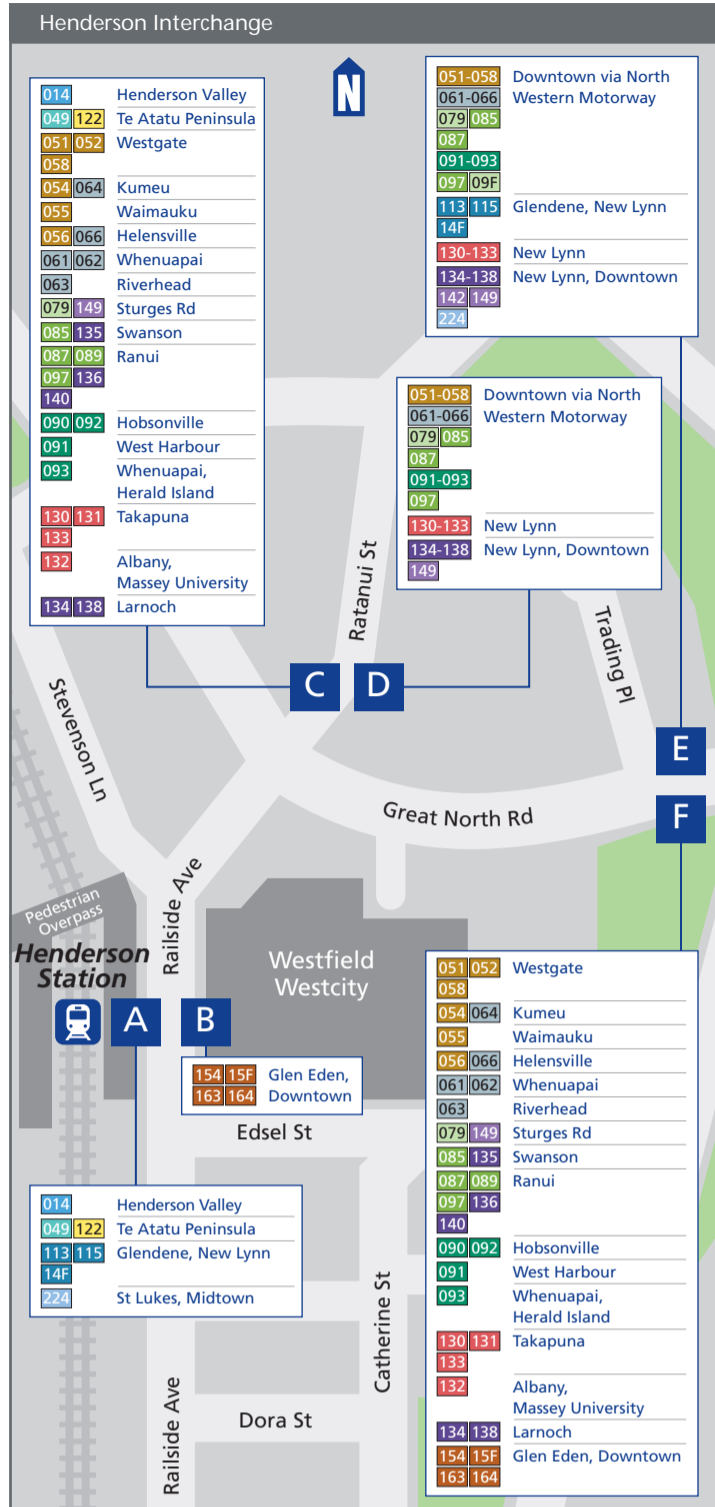 Henderson Interchange
N
014 Henderson Valley
049 122 Te Atatu Peninsula
051 052 Westgate
058
054 064 Kumeu
055 Waimauku
056 066 Helensville
061 062 Whenuapai
063 Riverhead
079 149 Sturges Rd
085 135 Swanson
087 089 Ranui
097 136
140
090 092 Hobsonville
091 West Harbour
093 Whenuapai,
Herald Island
130 131 Takapuna
133
132 Albany,
Massey University
134 138 Larnoch
051-058 Downtown via North
061-066 Western Motorway
079 085
087
091-093
097 09F
113 115 Glendene, New Lynn
14F
130-133 New Lynn
134-138 New Lynn, Downtown
142 149
224
051-058 Downtown via North
061-066 Western Motorway
079 085
087
091-093
097
130-133 New Lynn
134-138 New Lynn, Downtown
149
Ratanui St
Trading Pl
Stevenson Ln
C D
E
F
Great North Rd
Railside Ave
Pedestrian
Overpass
Henderson
Station
Westfield
Westcity
A B
154 15F Glen Eden,
163 164 Downtown
Edsel St
014 Henderson Valley
049 122 Te Atatu Peninsula
113 115 Glendene, New Lynn
14F
224 St Lukes, Midtown
Catherine St
Railside Ave
Dora St
051 052 Westgate
058
054 064 Kumeu
055 Waimauku
056 066 Helensville
061 062 Whenuapai
063 Riverhead
079 149 Sturges Rd
085 135 Swanson
087 089 Ranui
097 136
140
090 092 Hobsonville
091 West Harbour
093 Whenuapai,
Herald Island
130 131 Takapuna
133
132 Albany,
Massey University
134 138 Larnoch
154 15F Glen Eden, Downtown
163 164